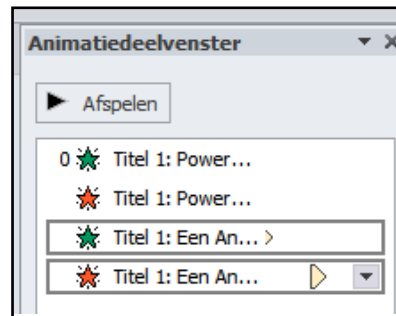 Animatiedeelvenster
Afspelen
0 Titel 1: Power...
Titel 1: Power...
Titel 1: Een An...
Titel 1: Een An...